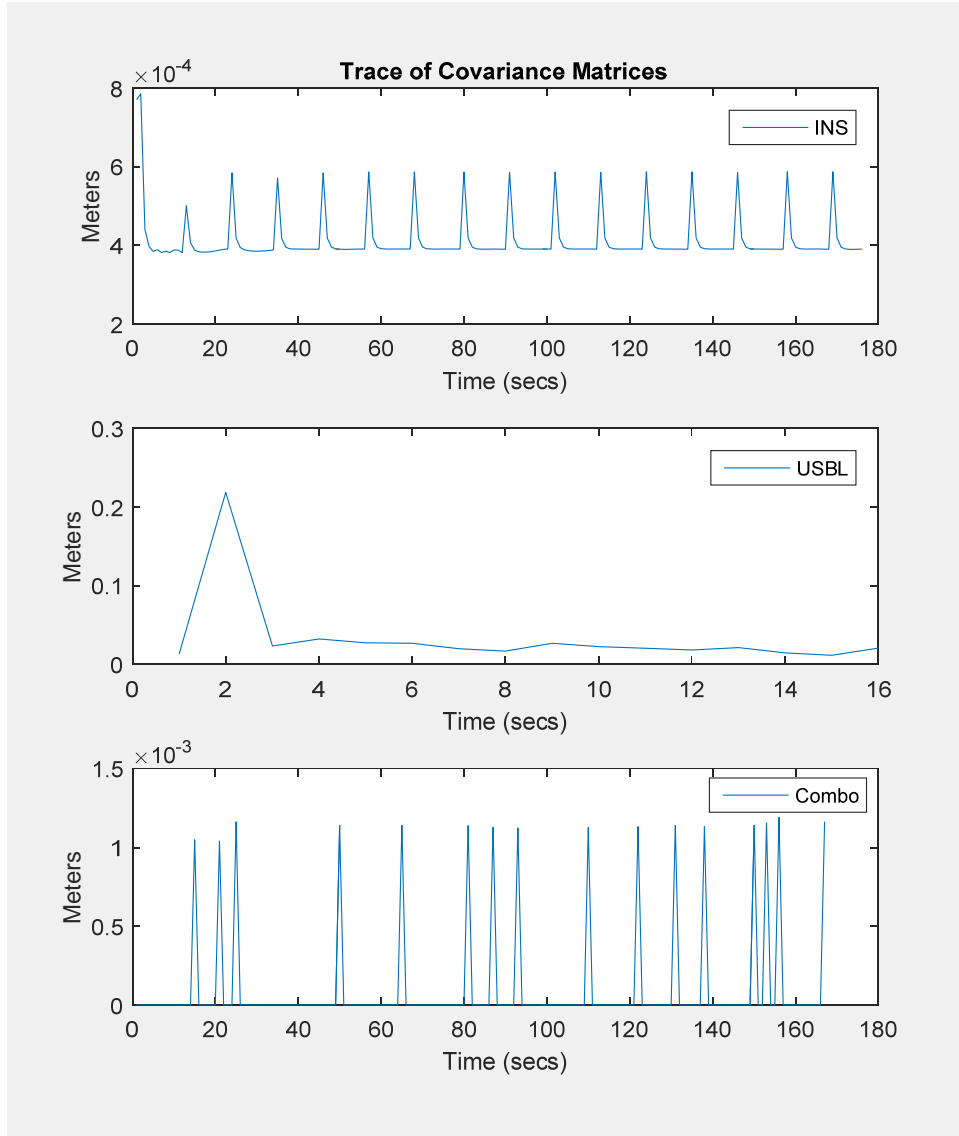 Trace of Covariance Matrices
×10-4
8
6
4
2
Meters
INS
0 20 40 60 80 100 120 140 160 180
Time (secs)
0.3
0.2
0.1
0
Meters
USBL
0 2 4 6 8 10 12 14 16
Time (secs)
×10-3
1.5
1
0.5
0
Meters
Combo
0 20 40 60 80 100 120 140 160 180
Time (secs)